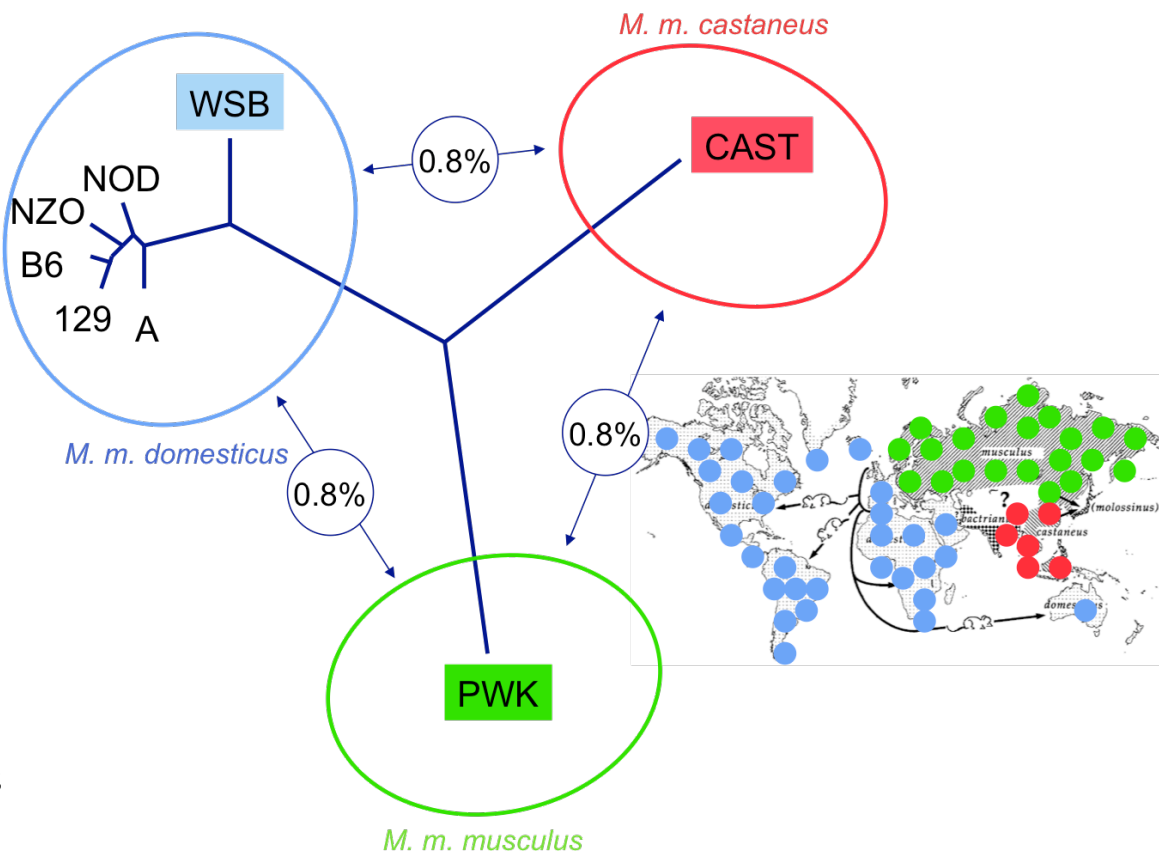 M. m. castaneus
WSB
CAST
0.8%
NOD
NZO
B6
129
A
M. m. domesticus
0.8%
0.8%
musculus
?
(molossinus)
bactrian
castaneus
PWK
M. m. musculus